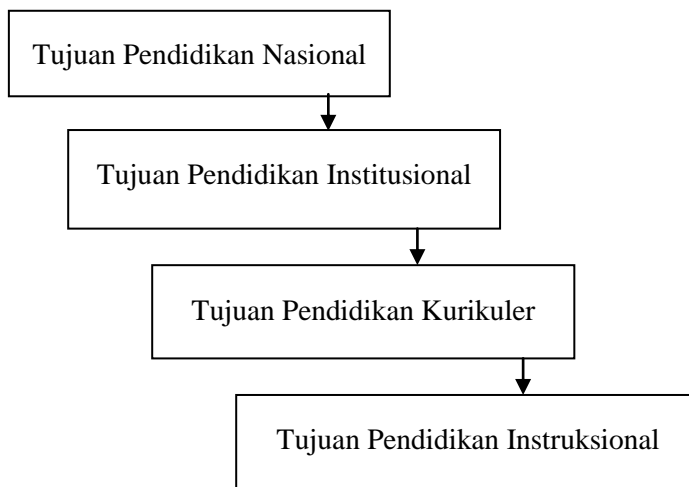 Tujuan Pendidikan Nasional
Tujuan Pendidikan Institusional
Tujuan Pendidikan Kurikuler
Tujuan Pendidikan Instruksional